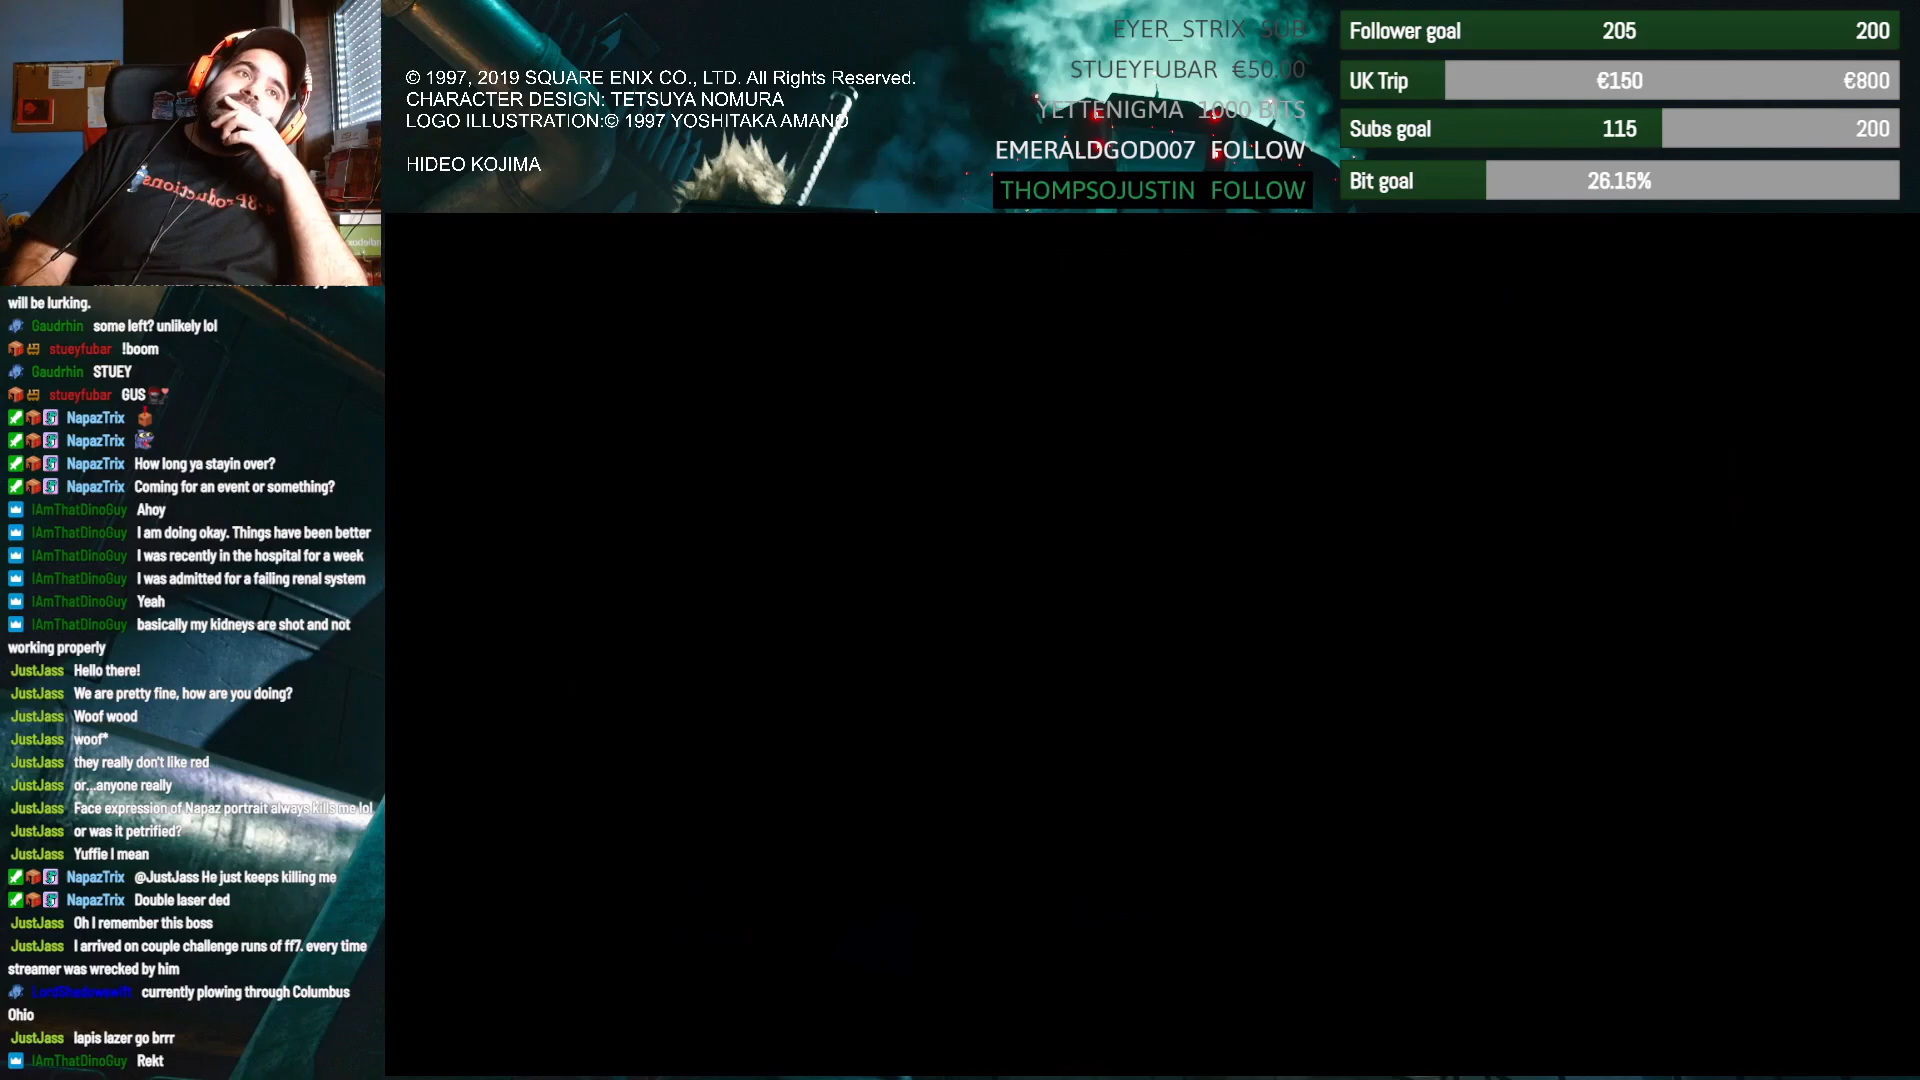 © 1997, 2019 SQUARE ENIX CO., LTD. All Rights Reserved.
CHARACTER DESIGN: TETSUYA NOMURA
LOGO ILLUSTRATION:© 1997 YOSHITAKA AMANO
HIDEO KOJIMA
EYER_STRIX SUB
STUEYFUBAR €50.00
YETTENIGMA 1000 BITS
EMERALDGOD007 FOLLOW
THOMPSOJUSTIN FOLLOW
Follower goal 205 200
UK Trip €150 €800
Subs goal 115 200
Bit goal 26.15%
will be lurking.
Gaudrhin some left? unlikely lol
stueyfubar !boom
Gaudrhin STUEY
stueyfubar GUS
NapazTrix
NapazTrix
NapazTrix How long ya stayin over?
NapazTrix Coming for an event or something?
IAmThatDinoGuy Ahoy
IAmThatDinoGuy I am doing okay. Things have been better
IAmThatDinoGuy I was recently in the hospital for a week
IAmThatDinoGuy I was admitted for a failing renal system
IAmThatDinoGuy Yeah
IAmThatDinoGuy basically my kidneys are shot and not
working properly
JustJass Hello there!
JustJass We are pretty fine, how are you doing?
JustJass Woof wood
JustJass woof*
JustJass they really don't like red
JustJass or...anyone really
JustJass Face expression of Napaz portrait always kills me lol
JustJass or was it petrified?
JustJass Yuffie I mean
NapazTrix @JustJass He just keeps killing me
NapazTrix Double laser ded
JustJass Oh I remember this boss
JustJass I arrived on couple challenge runs of ff7. every time
streamer was wrecked by him
LordShadowswift currently plowing through Columbus
Ohio
JustJass lapis lazer go brrr
IAmThatDinoGuy Rekt